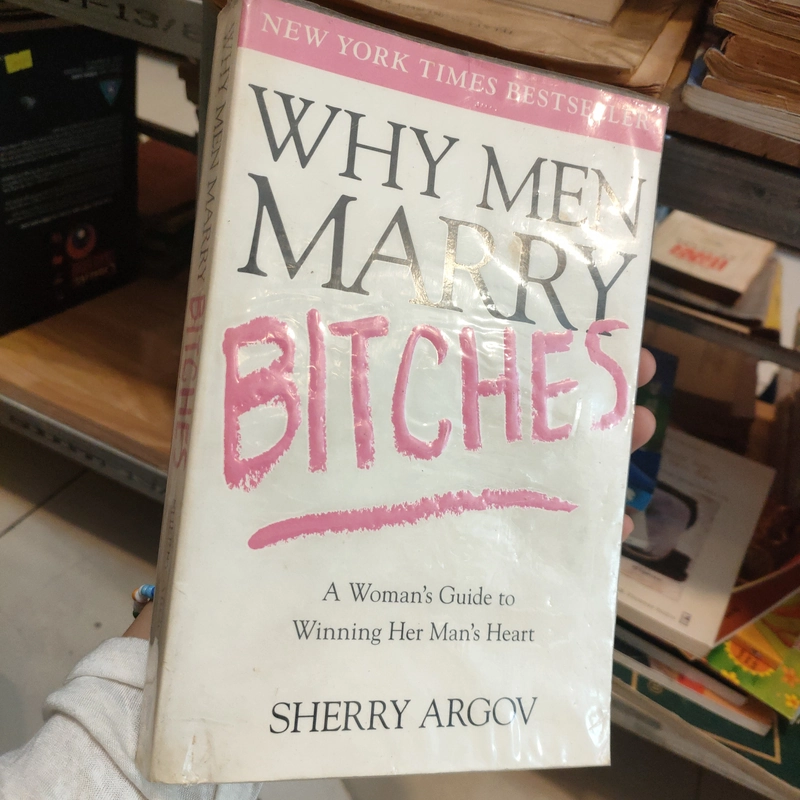 NEW YORK TIMES BESTSELLER
WHY MEN
MARRY
BITCHES
A Woman's Guide to
Winning Her Man's Heart
SHERRY ARGOV
WHY MEN MARRY BITCHES